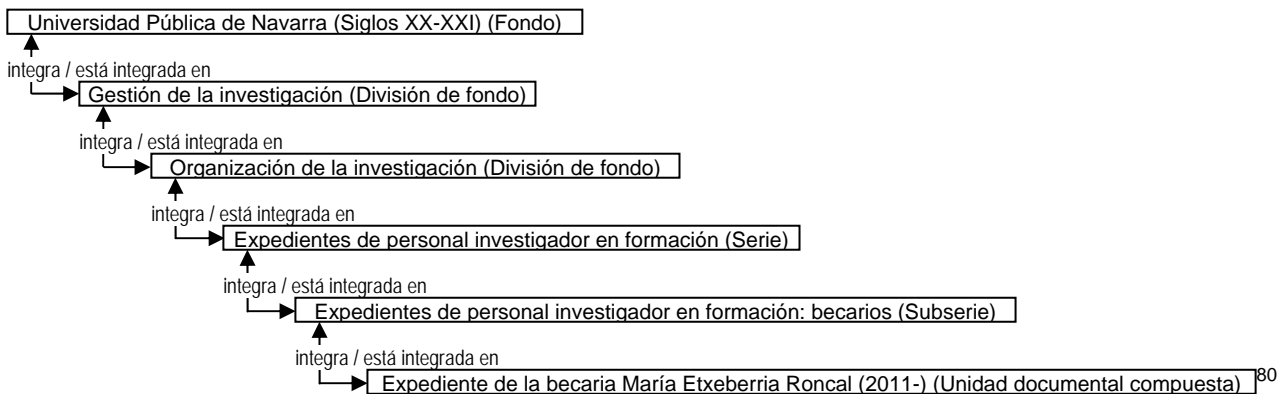 Universidad Pública de Navarra (Siglos XX-XXI) (Fondo)
integra / está integrada en
Gestión de la investigación (División de fondo)
integra / está integrada en
Organización de la investigación (División de fondo)
integra / está integrada en
Expedientes de personal investigador en formación (Serie)
integra / está integrada en
Expedientes de personal investigador en formación: becarios (Subserie)
integra / está integrada en
Expediente de la becaria María Etxeberria Roncal (2011-) (Unidad documental compuesta) 80